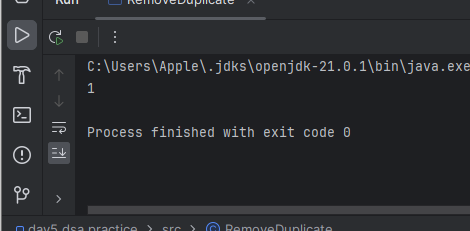 Run
RemoveDuplicate
C:\Users\Apple\.jdks\openjdk-21.0.1\bin\java.exe
1
Process finished with exit code 0
day5 dsa practice > src > RemoveDuplicate